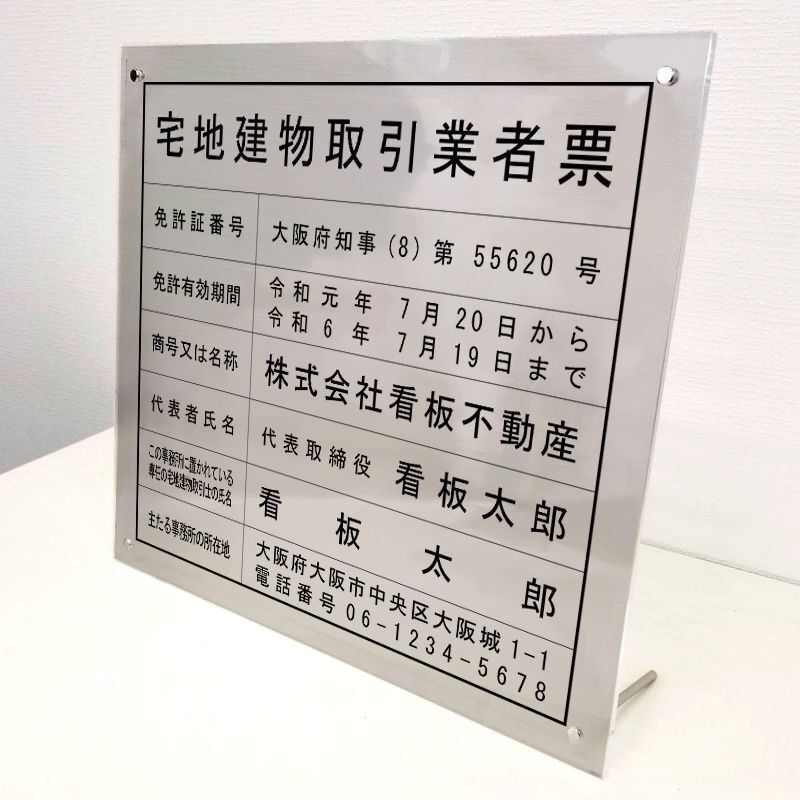 宅地建物取引業者票
免許証番号 大阪府知事(8)第 55620 号
免許有効期間 令和元年 7月20日から
令和6年 7月19日まで
商号又は名称 株式会社看板不動産
代表者氏名 代表取締役 看板太郎
この事務所に置かれている
専任の宅地建物取引士の氏名 看板太郎
主たる事務所の所在地 大阪府大阪市中央区大阪城1-1
電話番号 06-1234-5678